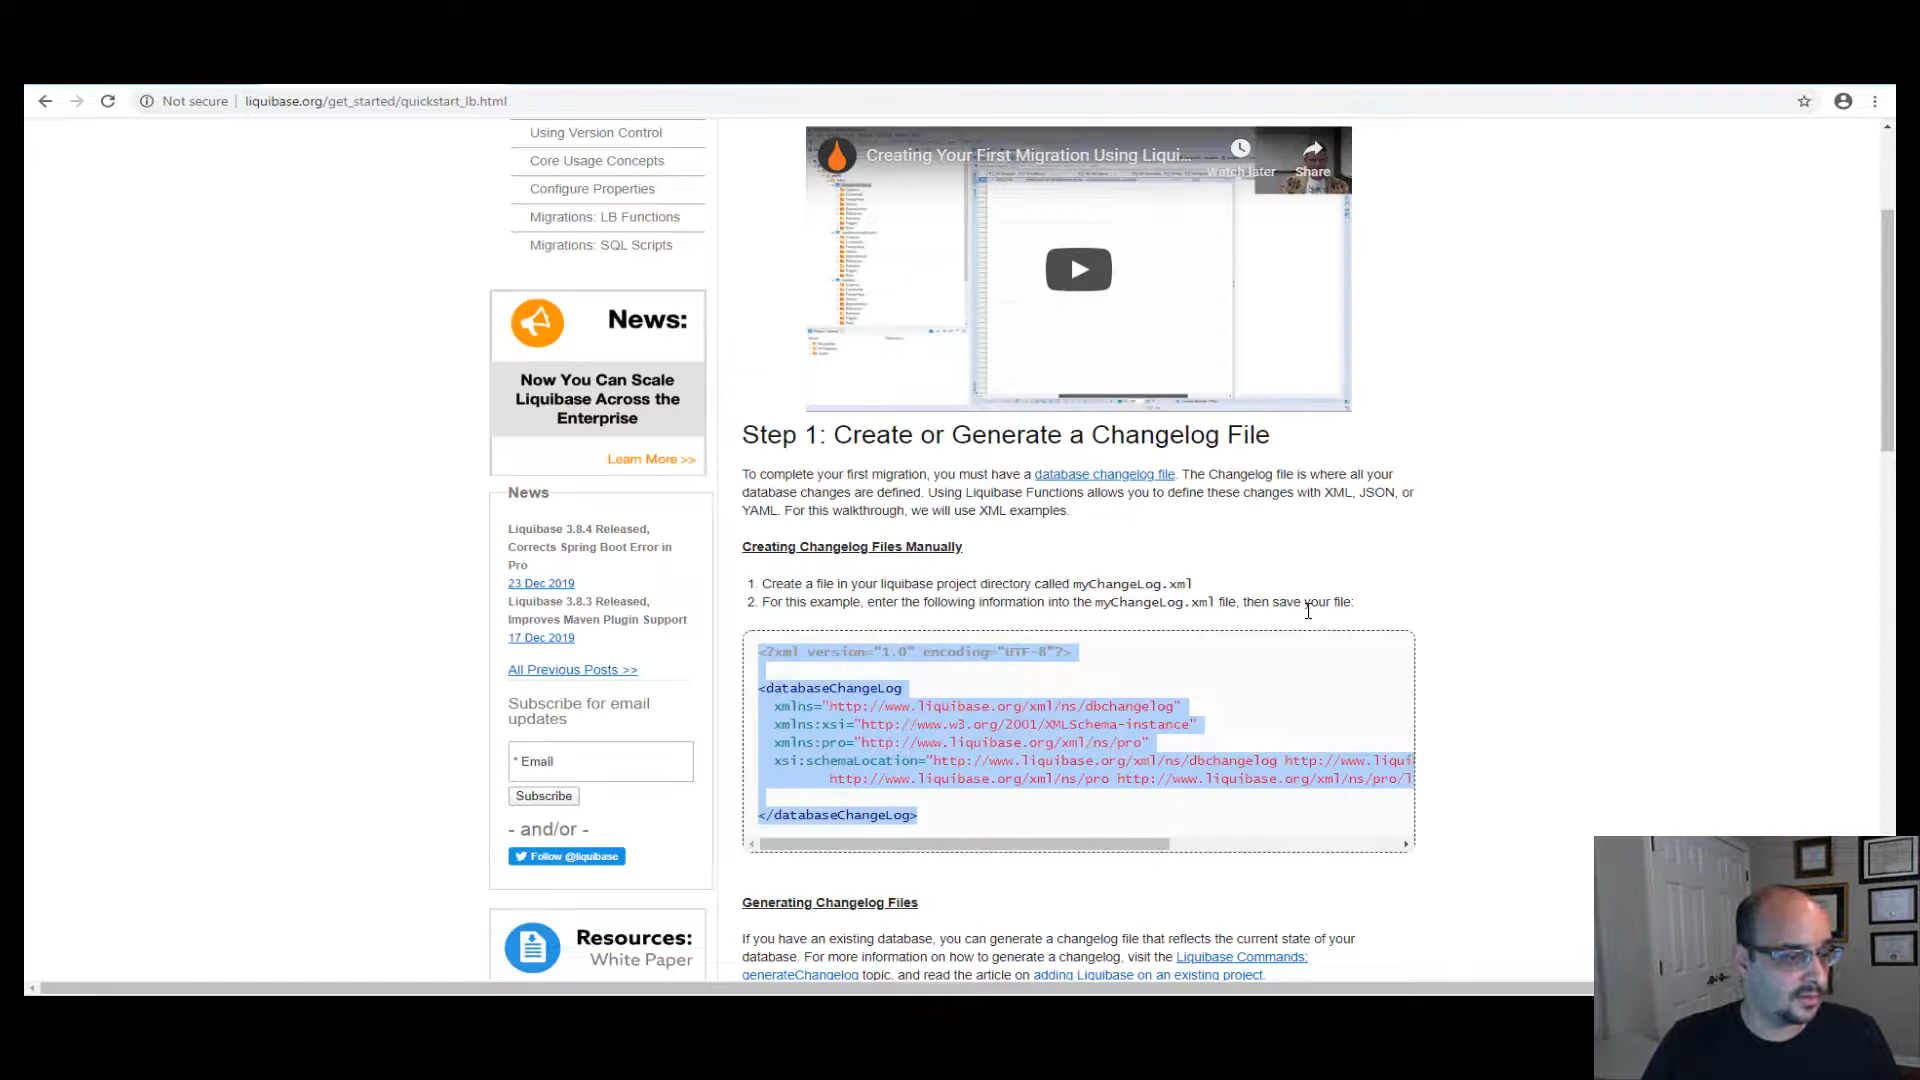 Not secure | liquibase.org/get_started/quickstart_lb.html
Using Version Control
Core Usage Concepts
Configure Properties
Migrations: LB Functions
Migrations: SQL Scripts
News:
Now You Can Scale
Liquibase Across the
Enterprise
Learn More >>
News
Liquibase 3.8.4 Released,
Corrects Spring Boot Error in
Pro
23 Dec 2019
Liquibase 3.8.3 Released,
Improves Maven Plugin Support
17 Dec 2019
All Previous Posts >>
Subscribe for email
updates
* Email
Subscribe
- and/or -
Follow @liquibase
Resources:
White Paper
Creating Your First Migration Using Liqui...
Watch later
Share
Step 1: Create or Generate a Changelog File
To complete your first migration, you must have a database changelog file. The Changelog file is where all your
database changes are defined. Using Liquibase Functions allows you to define these changes with XML, JSON, or
YAML. For this walkthrough, we will use XML examples.
Creating Changelog Files Manually
1. Create a file in your liquibase project directory called myChangeLog.xml
2. For this example, enter the following information into the myChangeLog.xml file, then save your file:
<?xml version="1.0" encoding="UTF-8"?>
<databaseChangeLog
xmlns="http://www.liquibase.org/xml/ns/dbchangelog"
xmlns:xsi="http://www.w3.org/2001/XMLSchema-instance"
xmlns:pro="http://www.liquibase.org/xml/ns/pro"
xsi:schemaLocation="http://www.liquibase.org/xml/ns/dbchangelog http://www.liqui
http://www.liquibase.org/xml/ns/pro http://www.liquibase.org/xml/ns/pro/l
</databaseChangeLog>
Generating Changelog Files
If you have an existing database, you can generate a changelog file that reflects the current state of your
database. For more information on how to generate a changelog, visit the Liquibase Commands:
generateChangelog topic, and read the article on adding Liquibase on an existing project.